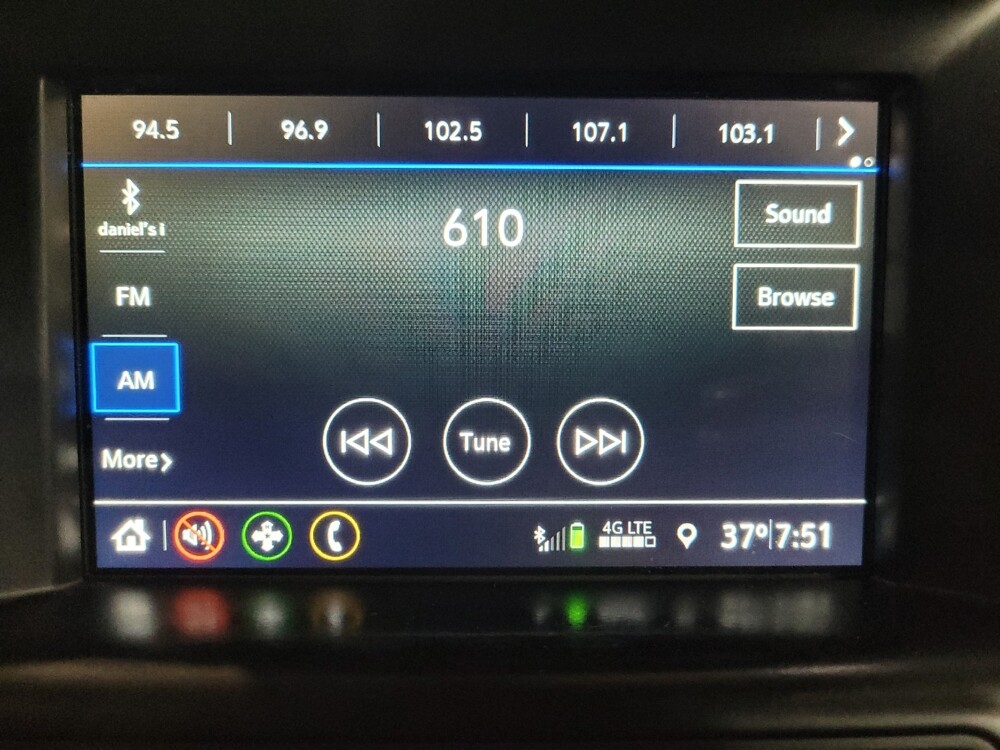 94.5 96.9 102.5 107.1 103.1
daniel's i
610
Sound
FM
Browse
AM
Tune
More
4G LTE
37° 7:51